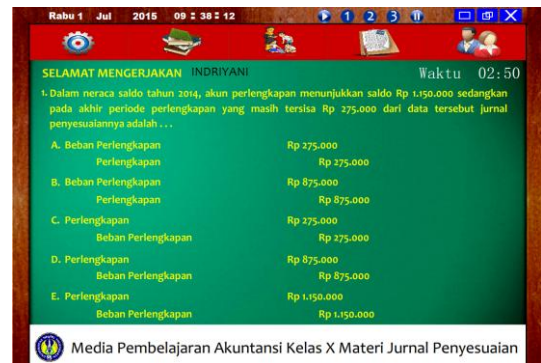 Rabu 1 Jul 2015 09 : 38 : 12
1 2 3
SELAMAT MENGERJAKAN INDRIYANI Waktu 02:50
1. Dalam neraca saldo tahun 2014, akun perlengkapan menunjukkan saldo Rp 1.150.000 sedangkan
pada akhir periode perlengkapan yang masih tersisa Rp 275.000 dari data tersebut jurnal
penyesuaiannya adalah . . .
A. Beban Perlengkapan Rp 275.000
Perlengkapan Rp 275.000
B. Beban Perlengkapan Rp 875.000
Perlengkapan Rp 875.000
C. Perlengkapan Rp 275.000
Beban Perlengkapan Rp 275.000
D. Perlengkapan Rp 875.000
Beban Perlengkapan Rp 875.000
E. Perlengkapan Rp 1.150.000
Beban Perlengkapan Rp 1.150.000
Media Pembelajaran Akuntansi Kelas X Materi Jurnal Penyesuaian